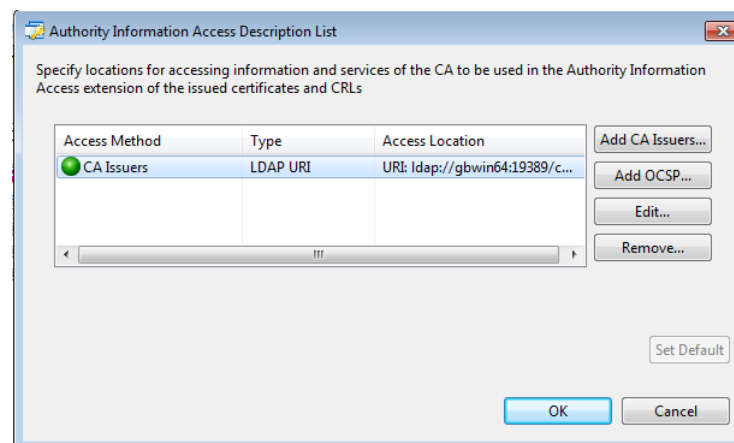 Authority Information Access Description List
Specify locations for accessing information and services of the CA to be used in the Authority Information
Access extension of the issued certificates and CRLs
Access Method Type Access Location
CA Issuers LDAP URI URI: ldap://gbwin64:19389/c...
Add CA Issuers...
Add OCSP...
Edit...
Remove...
Set Default
OK Cancel